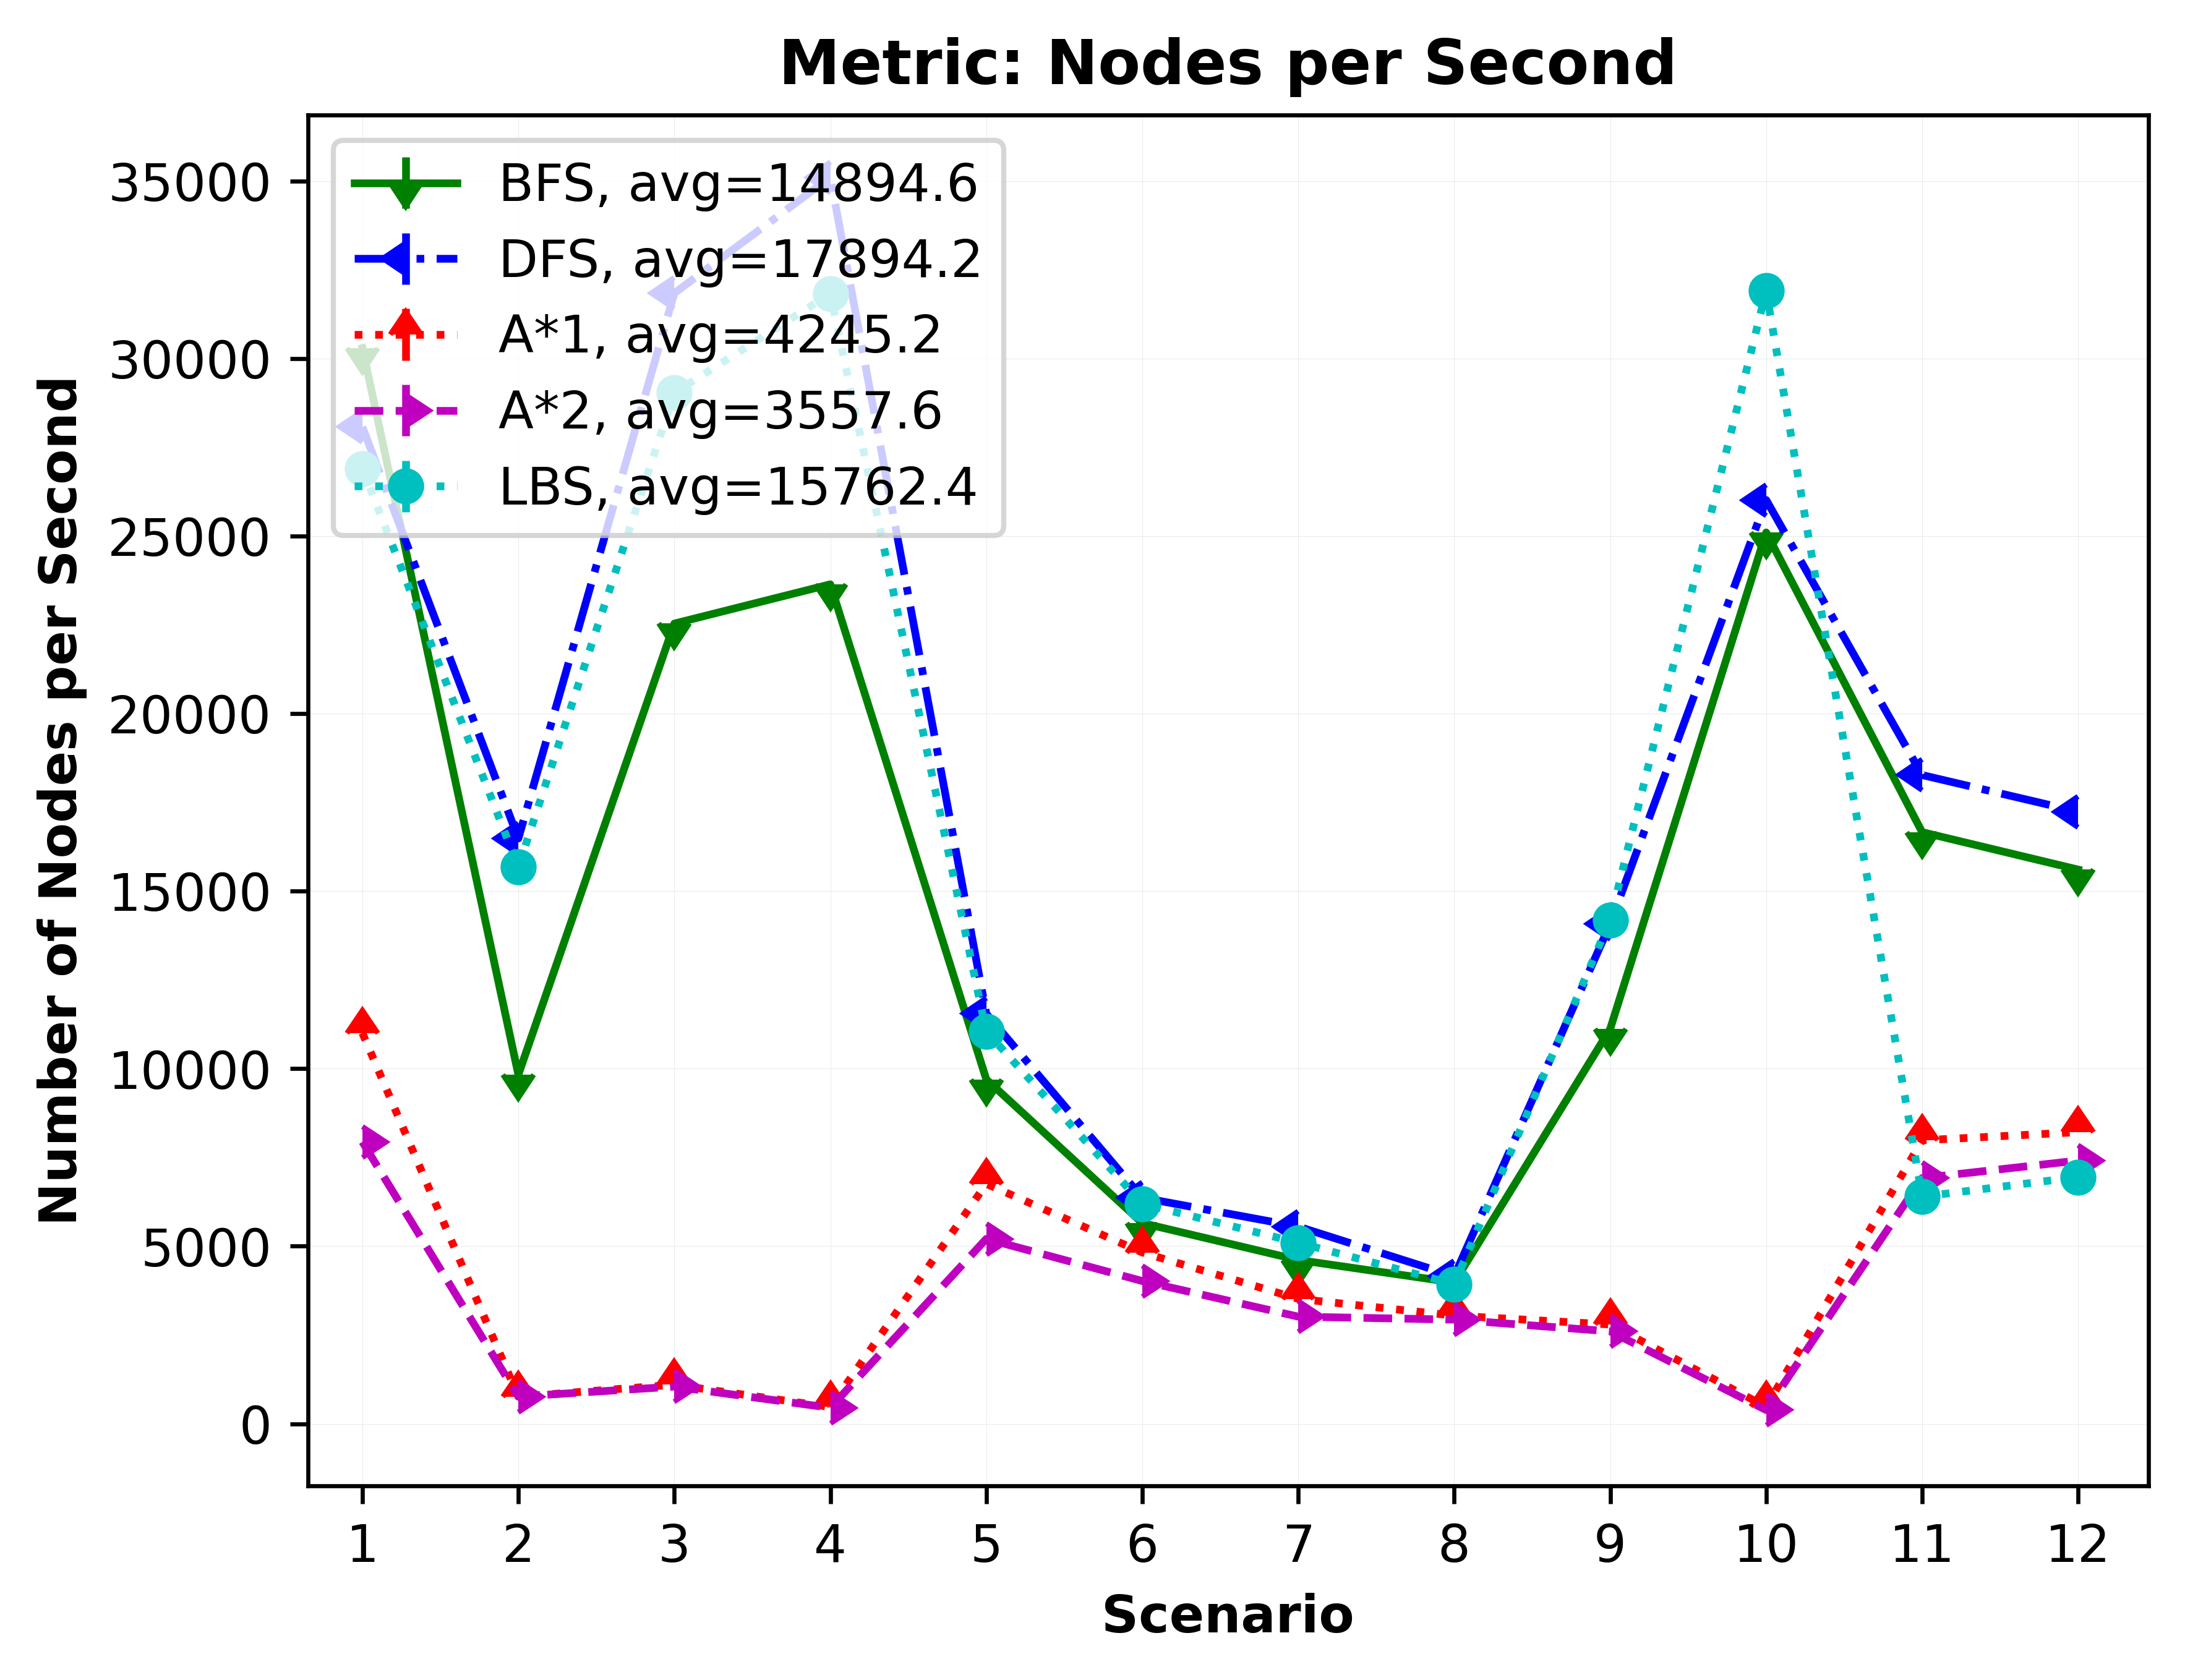 Metric: Nodes per Second
Number of Nodes per Second
35000
30000
25000
20000
15000
10000
5000
0
BFS, avg=14894.6
DFS, avg=17894.2
A*1, avg=4245.2
A*2, avg=3557.6
LBS, avg=15762.4
1 2 3 4 5 6 7 8 9 10 11 12
Scenario